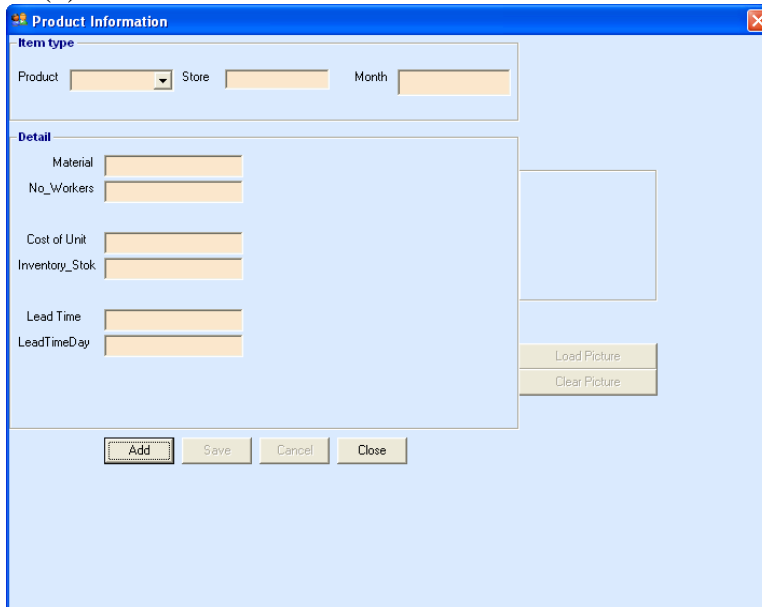 Product Information
Item type
Product Store Month
Detail
Material
No_Workers
Cost of Unit
Inventory_Stok
Lead Time
LeadTimeDay
Load Picture
Clear Picture
Add Save Cancel Close